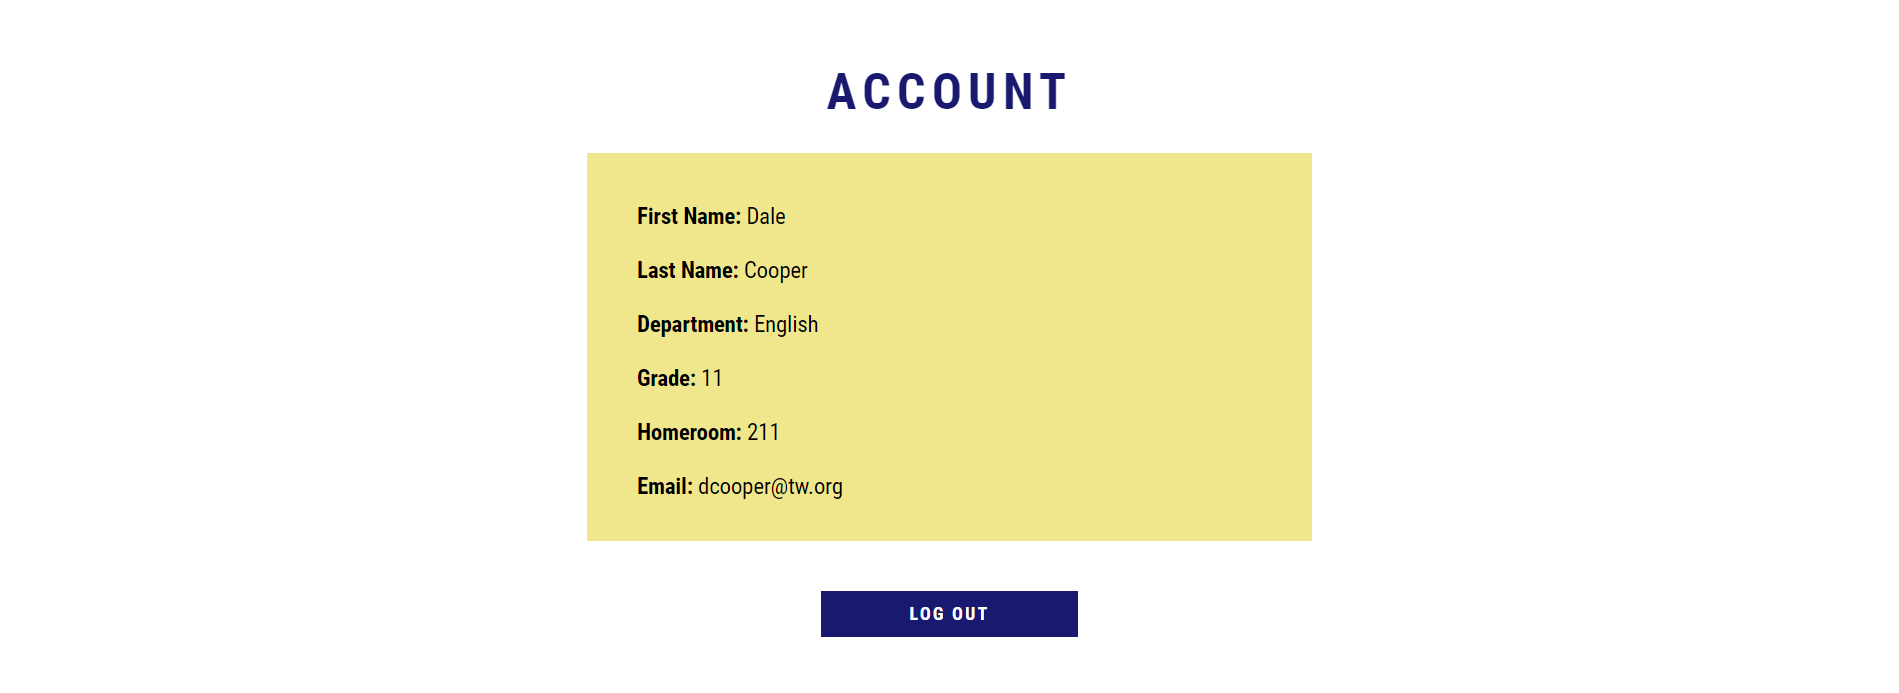 ACCOUNT
First Name: Dale
Last Name: Cooper
Department: English
Grade: 11
Homeroom: 211
Email: dcooper@tw.org
LOG OUT